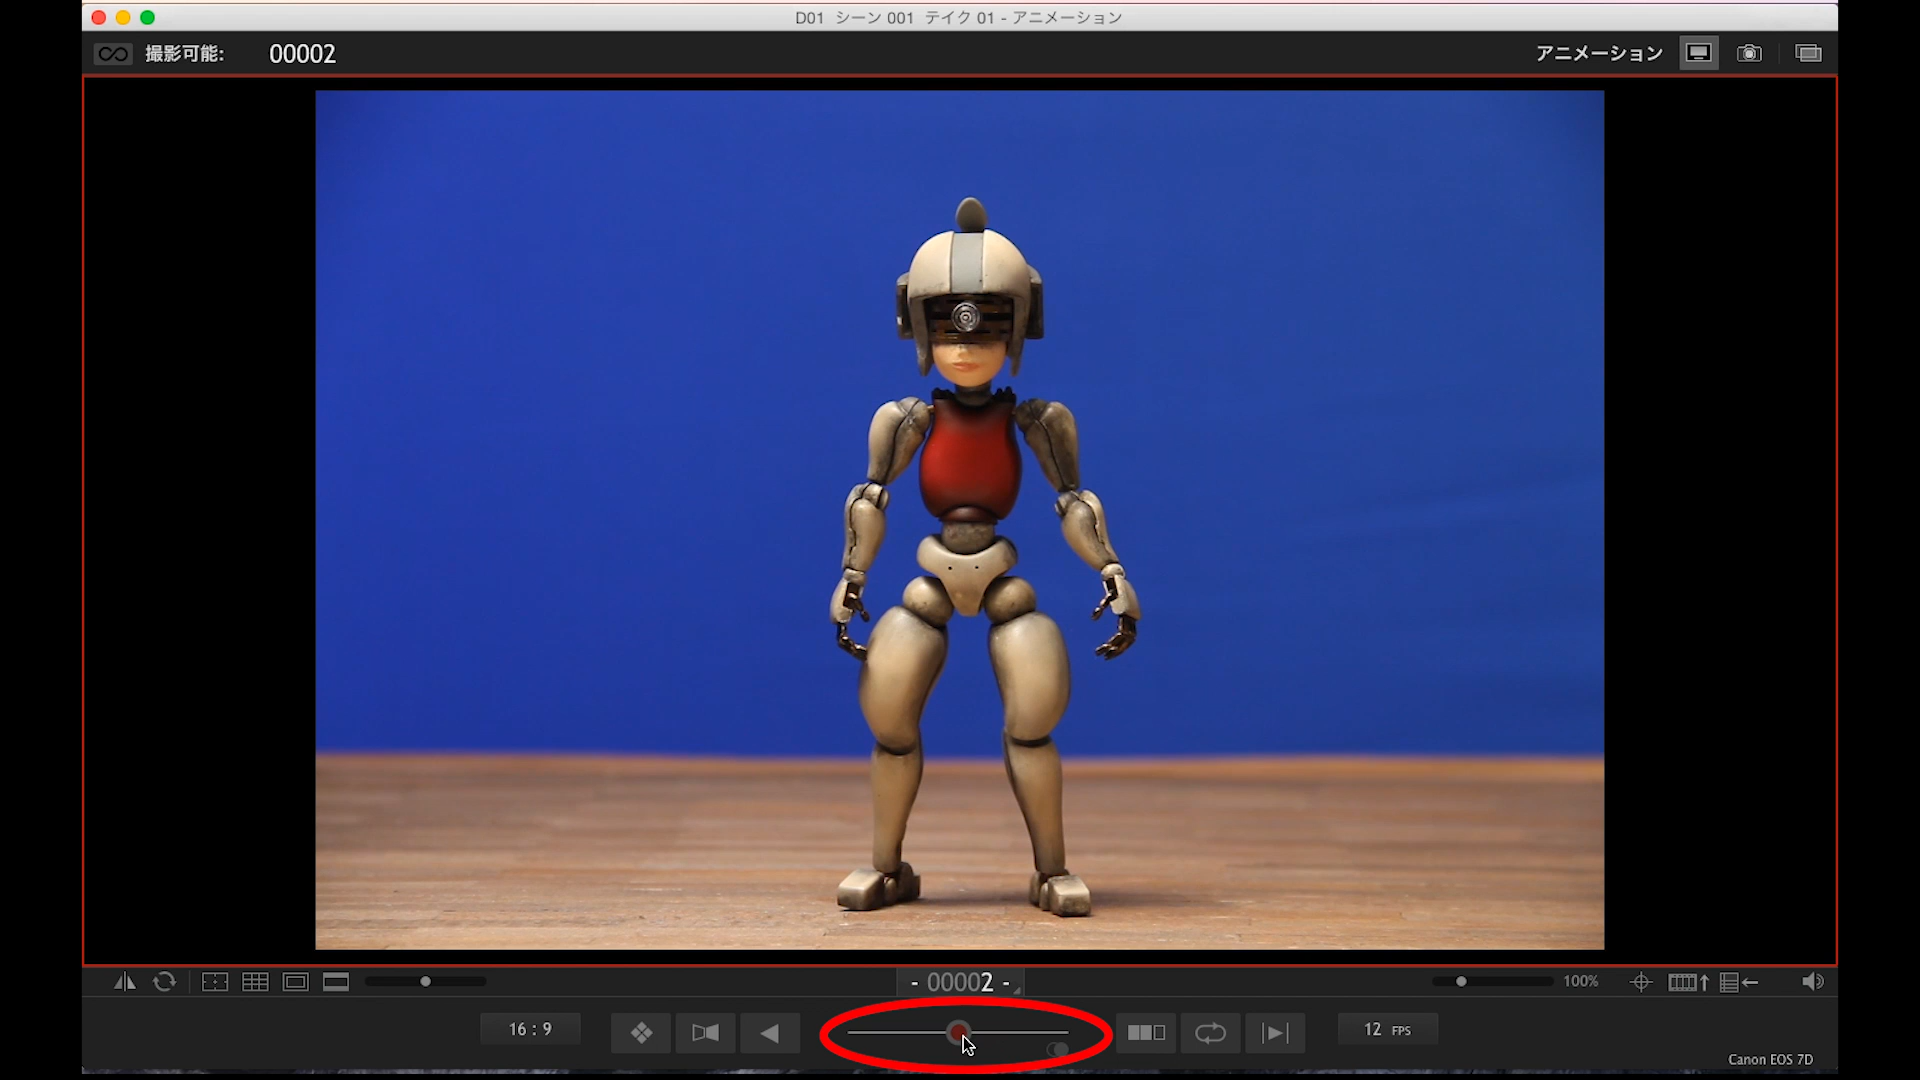 D01 シーン 001 テイク 01 - アニメーション
撮影可能: 00002
アニメーション
- 00002 -
100%
16 : 9
12 FPS
Canon EOS 7D